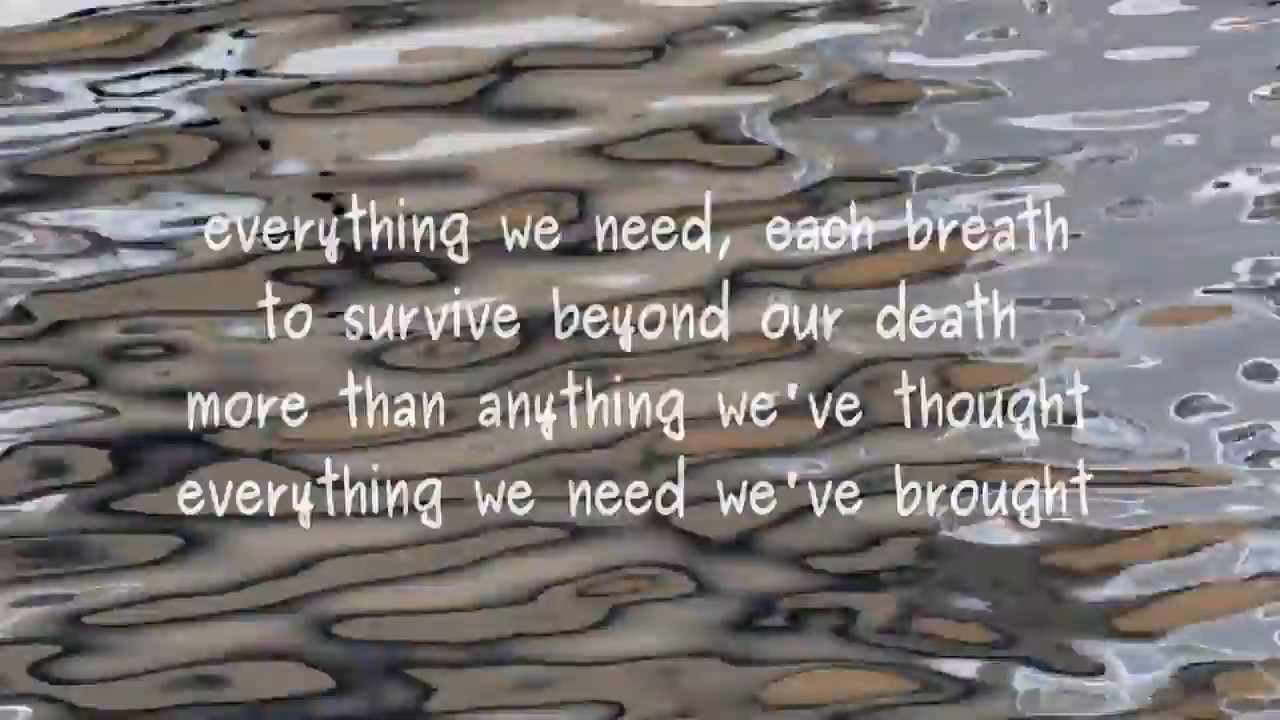 everything we need, each breath
to survive beyond our death
more than anything we've thought
everything we need we've brought